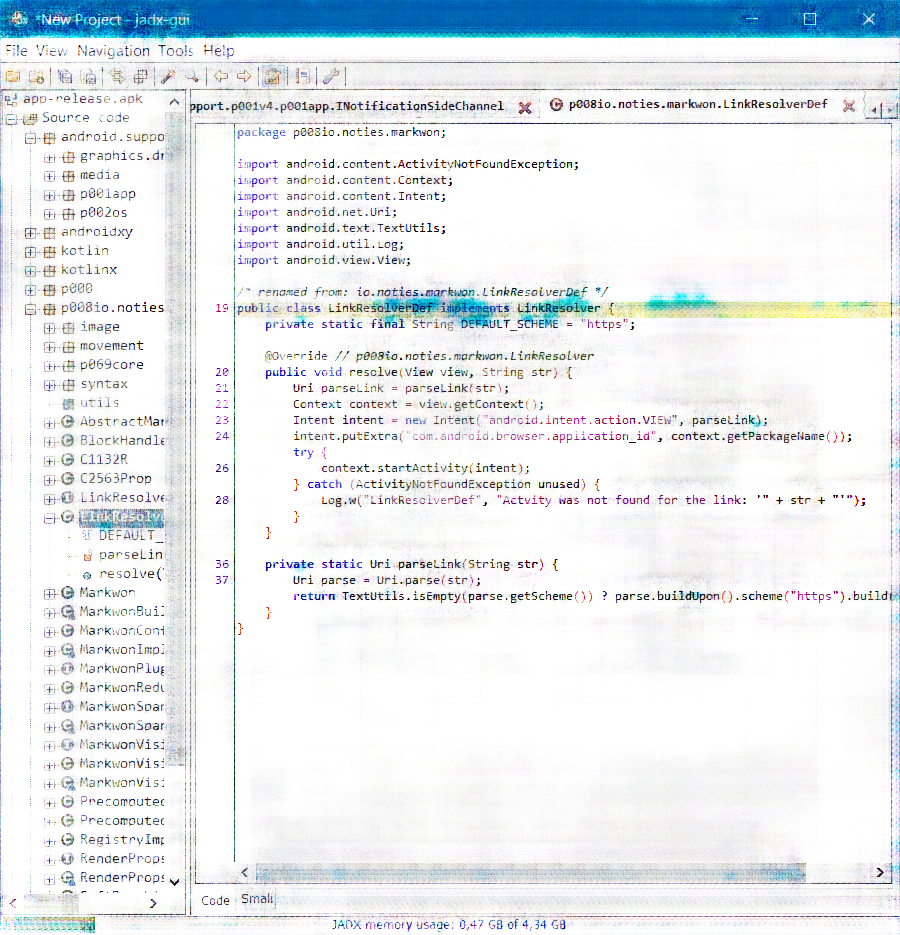 *New Project - jadx-gui
File View Navigation Tools Help
app-release.apk
Source code
android.suppo
graphics.dr
media
p001app
p002os
androidxy
kotlin
kotlinx
p000
p008io.noties
image
movement
p069core
syntax
utils
AbstractMar
BlockHandle
C1132R
C2563Prop
LinkResolve
LinkResolv
DEFAULT_
parseLin
resolve(
Markwon
MarkwonBuil
MarkwonConf
MarkwonImpl
MarkwonPlug
MarkwonRedu
MarkwonSpan
MarkwonSpan
MarkwonVisi
MarkwonVisi
MarkwonVisi
Precomputed
Precomputed
RegistryImp
RenderProps
RenderProps
pport.p001v4.p001app.INotificationSideChannel
p008io.noties.markwon.LinkResolverDef
package p008io.noties.markwon;
import android.content.ActivityNotFoundException;
import android.content.Context;
import android.content.Intent;
import android.net.Uri;
import android.text.TextUtils;
import android.util.Log;
import android.view.View;
/* renamed from: io.noties.markwon.LinkResolverDef */
19 public class LinkResolverDef implements LinkResolver {
private static final String DEFAULT_SCHEME = "https";
@Override // p008io.noties.markwon.LinkResolver
20 public void resolve(View view, String str) {
21 Uri parseLink = parseLink(str);
22 Context context = view.getContext();
23 Intent intent = new Intent("android.intent.action.VIEW", parseLink);
24 intent.putExtra("com.android.browser.application_id", context.getPackageName());
try {
26 context.startActivity(intent);
} catch (ActivityNotFoundException unused) {
28 Log.w("LinkResolverDef", "Actvity was not found for the link: '" + str + "'");
}
}
36 private static Uri parseLink(String str) {
37 Uri parse = Uri.parse(str);
return TextUtils.isEmpty(parse.getScheme()) ? parse.buildUpon().scheme("https").build(
}
}
Code Smali
JADX memory usage: 0,47 GB of 4,34 GB